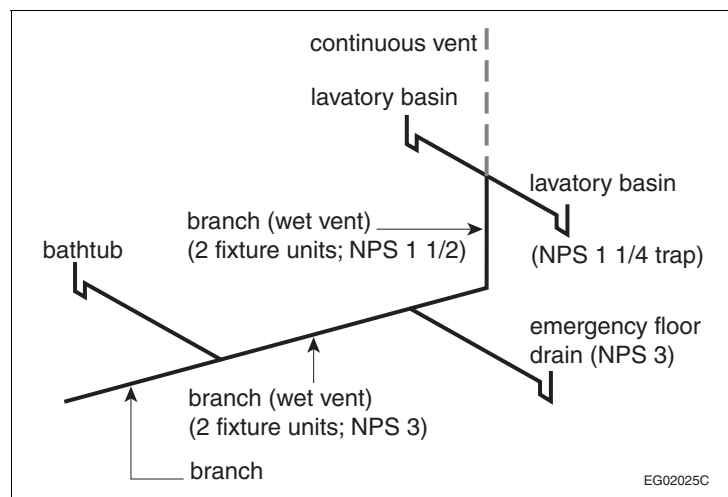 continuous vent
lavatory basin
lavatory basin
branch (wet vent)
(2 fixture units; NPS 1 1/2)
(NPS 1 1/4 trap)
bathtub
emergency floor
drain (NPS 3)
branch (wet vent)
(2 fixture units; NPS 3)
branch
EG02025C